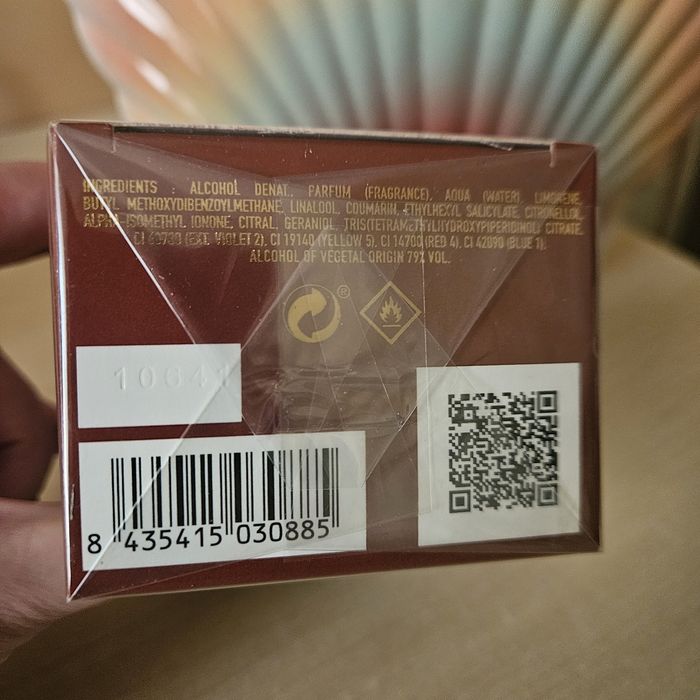 INGREDIENTS : ALCOHOL DENAT., PARFUM (FRAGRANCE), AQUA (WATER), LIMONENE,
BUTYL METHOXYDIBENZOYLMETHANE, LINALOOL, COUMARIN, ETHYLHEXYL SALICYLATE, CITRONELLOL,
ALPHA-ISOMETHYL IONONE, CITRAL, GERANIOL, TRIS(TETRAMETHYLHYDROXYPIPERIDINOL) CITRATE,
CI 60730 (EXT. VIOLET 2), CI 19140 (YELLOW 5), CI 14700 (RED 4), CI 42090 (BLUE 1).
ALCOHOL OF VEGETAL ORIGIN 79% VOL.
®
10641
8 435415 030885